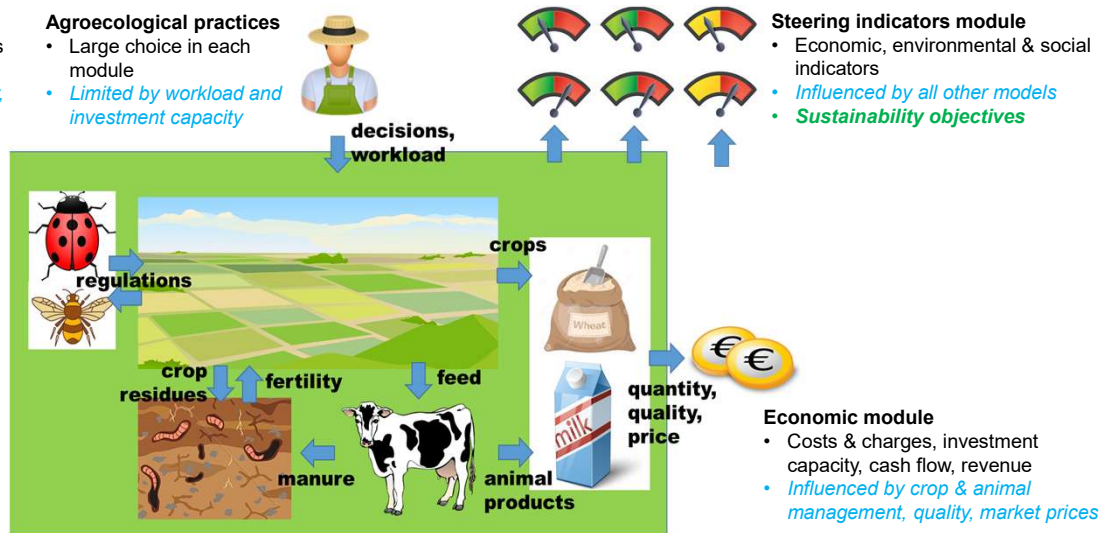 s
,
Agroecological practices
• Large choice in each
module
• Limited by workload and
investment capacity
Steering indicators module
• Economic, environmental & social
indicators
• Influenced by all other models
• Sustainability objectives
decisions,
workload
regulations
crops
Wheat
crop
residues
fertility
feed
manure
animal
products
milk
€
€
quantity,
quality,
price
Economic module
• Costs & charges, investment
capacity, cash flow, revenue
• Influenced by crop & animal
management, quality, market prices